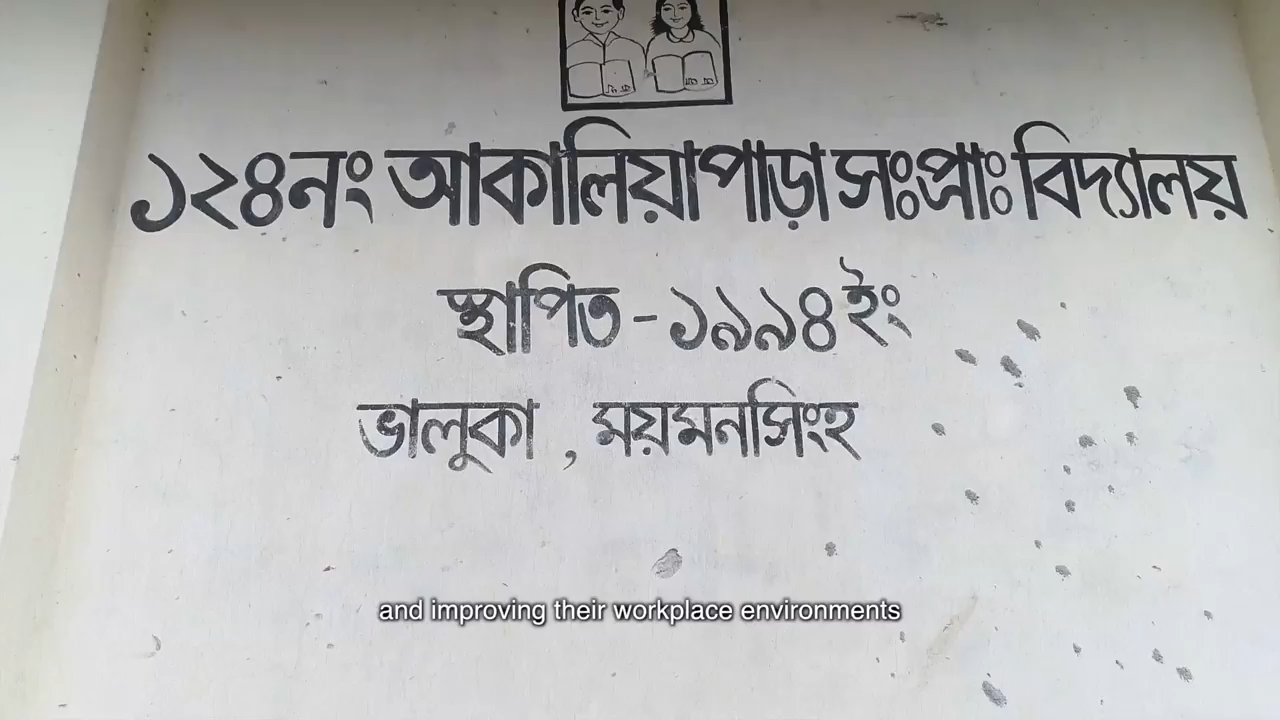 ১২৪নং আকালিয়াপাড়া সঃপ্রাঃ বিদ্যালয়
স্থাপিত - ১৯৯৪ ইং
ভালুকা , ময়মনসিংহ
and improving their workplace environments